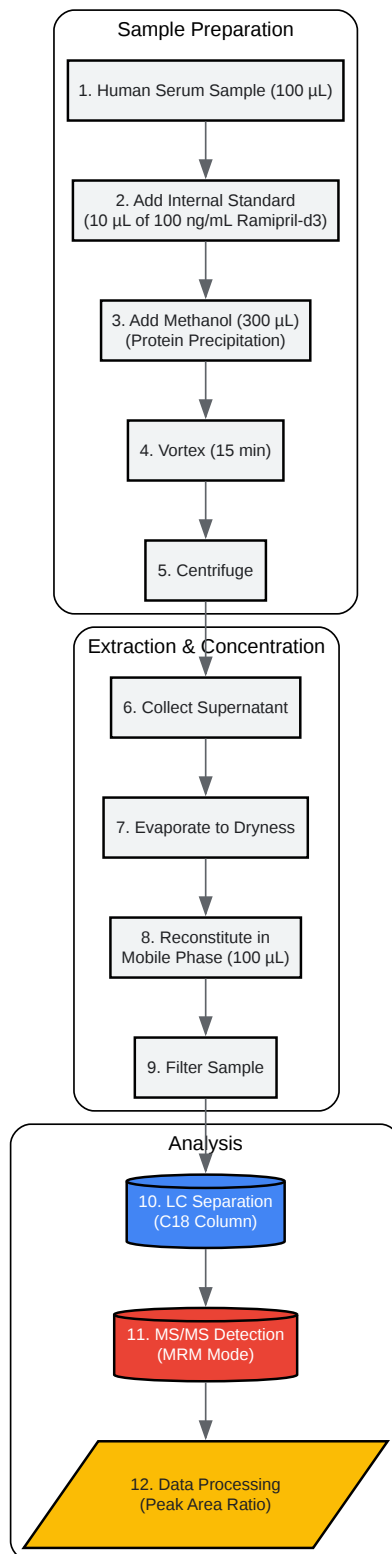 Sample Preparation
1. Human Serum Sample (100 µL)
2. Add Internal Standard
(10 µL of 100 ng/mL Ramipril-d3)
3. Add Methanol (300 µL)
(Protein Precipitation)
4. Vortex (15 min)
5. Centrifuge
Extraction & Concentration
6. Collect Supernatant
7. Evaporate to Dryness
8. Reconstitute in
Mobile Phase (100 µL)
9. Filter Sample
Analysis
10. LC Separation
(C18 Column)
11. MS/MS Detection
(MRM Mode)
12. Data Processing
(Peak Area Ratio)